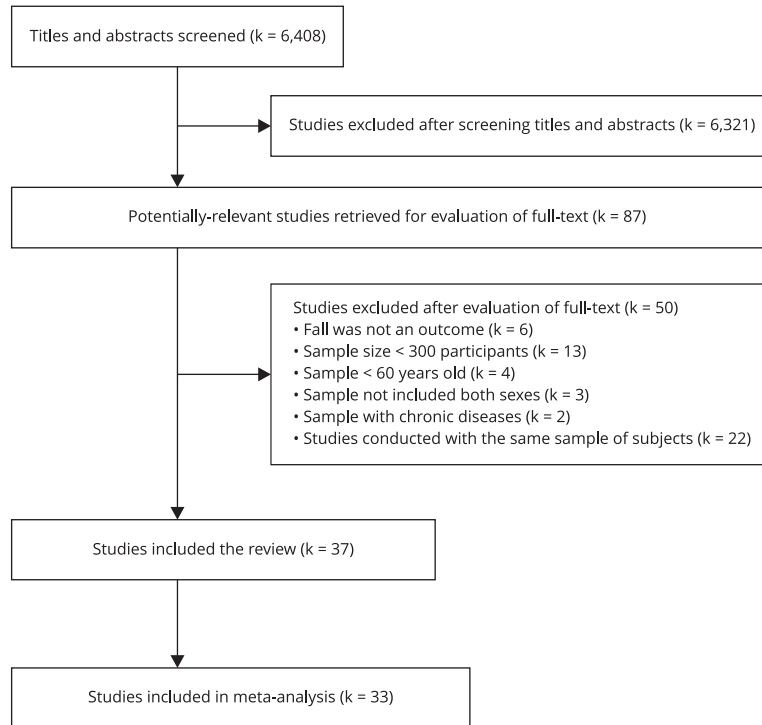 Titles and abstracts screened (k = 6,408)
Studies excluded after screening titles and abstracts (k = 6,321)
Potentially-relevant studies retrieved for evaluation of full-text (k = 87)
Studies excluded after evaluation of full-text (k = 50)
• Fall was not an outcome (k = 6)
• Sample size < 300 participants (k = 13)
• Sample < 60 years old (k = 4)
• Sample not included both sexes (k = 3)
• Sample with chronic diseases (k = 2)
• Studies conducted with the same sample of subjects (k = 22)
Studies included the review (k = 37)
Studies included in meta-analysis (k = 33)